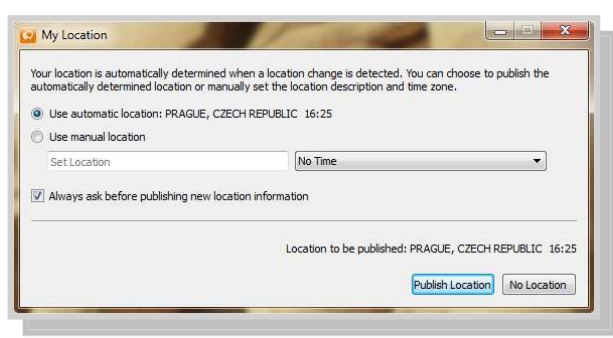 My Location
Your location is automatically determined when a location change is detected. You can choose to publish the
automatically determined location or manually set the location description and time zone.
Use automatic location: PRAGUE, CZECH REPUBLIC 16:25
Use manual location
Set Location No Time
Always ask before publishing new location information
Location to be published: PRAGUE, CZECH REPUBLIC 16:25
Publish Location No Location